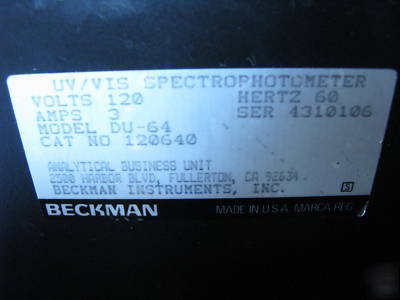 UV/VIS SPECTROPHOTOMETER
VOLTS 120 HERTZ 60
AMPS 3 SER 4310106
MODEL DU-64
CAT NO 120640
ANALYTICAL BUSINESS UNIT
2500 HARBOR BLVD, FULLERTON, CA 92634
BECKMAN INSTRUMENTS, INC. S
BECKMAN MADE IN U.S.A. MARCA REG.